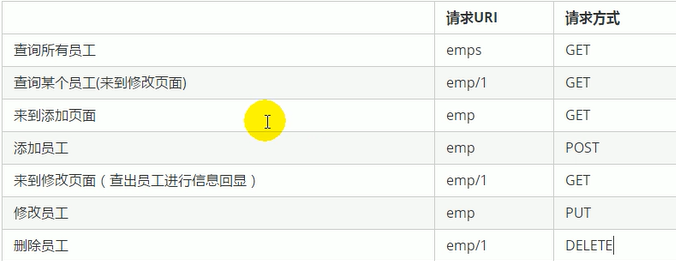 请求URI 请求方式
查询所有员工 emps GET
查询某个员工(来到修改页面) emp/1 GET
来到添加页面 emp GET
添加员工 emp POST
来到修改页面（查出员工进行信息回显） emp/1 GET
修改员工 emp PUT
删除员工 emp/1 DELETE